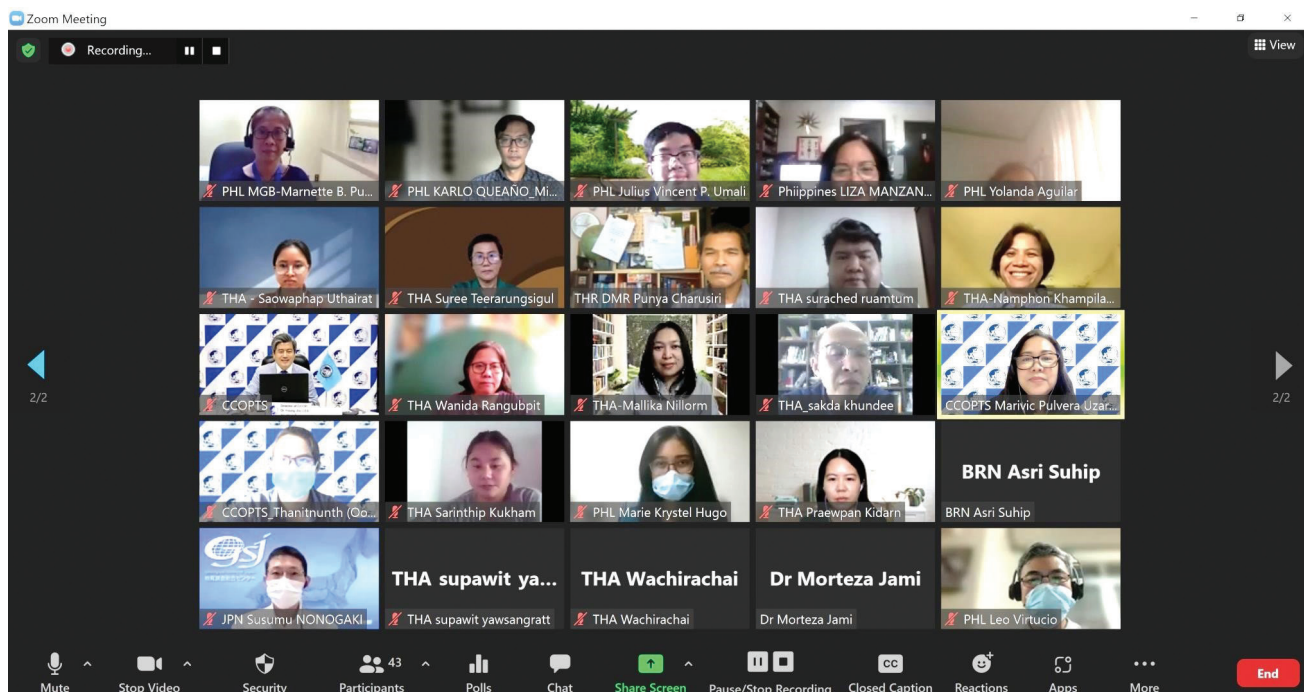 Zoom Meeting
Recording...
View
PHL MGB-Marnette B. Pu...
PHL KARLO QUEAÑO_Mi...
PHL Julius Vincent P. Umali
Phiippines LIZA MANZAN...
PHL Yolanda Aguilar
THA - Saowaphap Uthairat
THA Suree Teerarungsigul
THR DMR Punya Charusiri
THA surached ruamtum
THA-Namphon Khampila...
CCOPTS
THA Wanida Rangubpit
THA-Mallika Nillorm
THA_sakda khundee
CCOPTS Marivic Pulvera Uzar...
2/2
2/2
CCOPTS_Thanitnunth (Oo...
THA Sarinthip Kukham
PHL Marie Krystel Hugo
THA Praewpan Kidarn
BRN Asri Suhip
BRN Asri Suhip
GSJ
JPN Susumu NONOGAKI
THA supawit ya...
THA supawit yawsangratt
THA Wachirachai
THA Wachirachai
Dr Morteza Jami
Dr Morteza Jami
PHL Leo Virtucio
Mute
Stop Video
Security
43
Participants
Polls
Chat
Share Screen
Pause/Stop Recording
CC
Closed Caption
Reactions
Apps
More
End